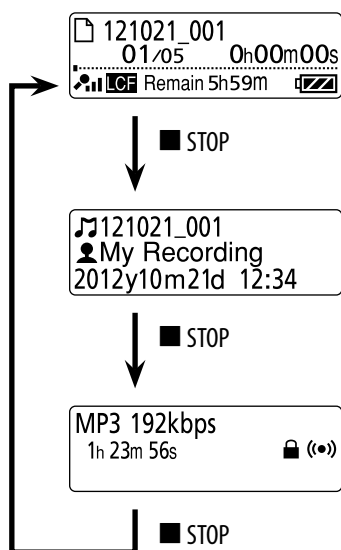 121021_001
01/05 0h00m00s
LCF Remain 5h59m
STOP
121021_001
My Recording
2012y10m21d 12:34
STOP
MP3 192kbps
1h 23m 56s
STOP